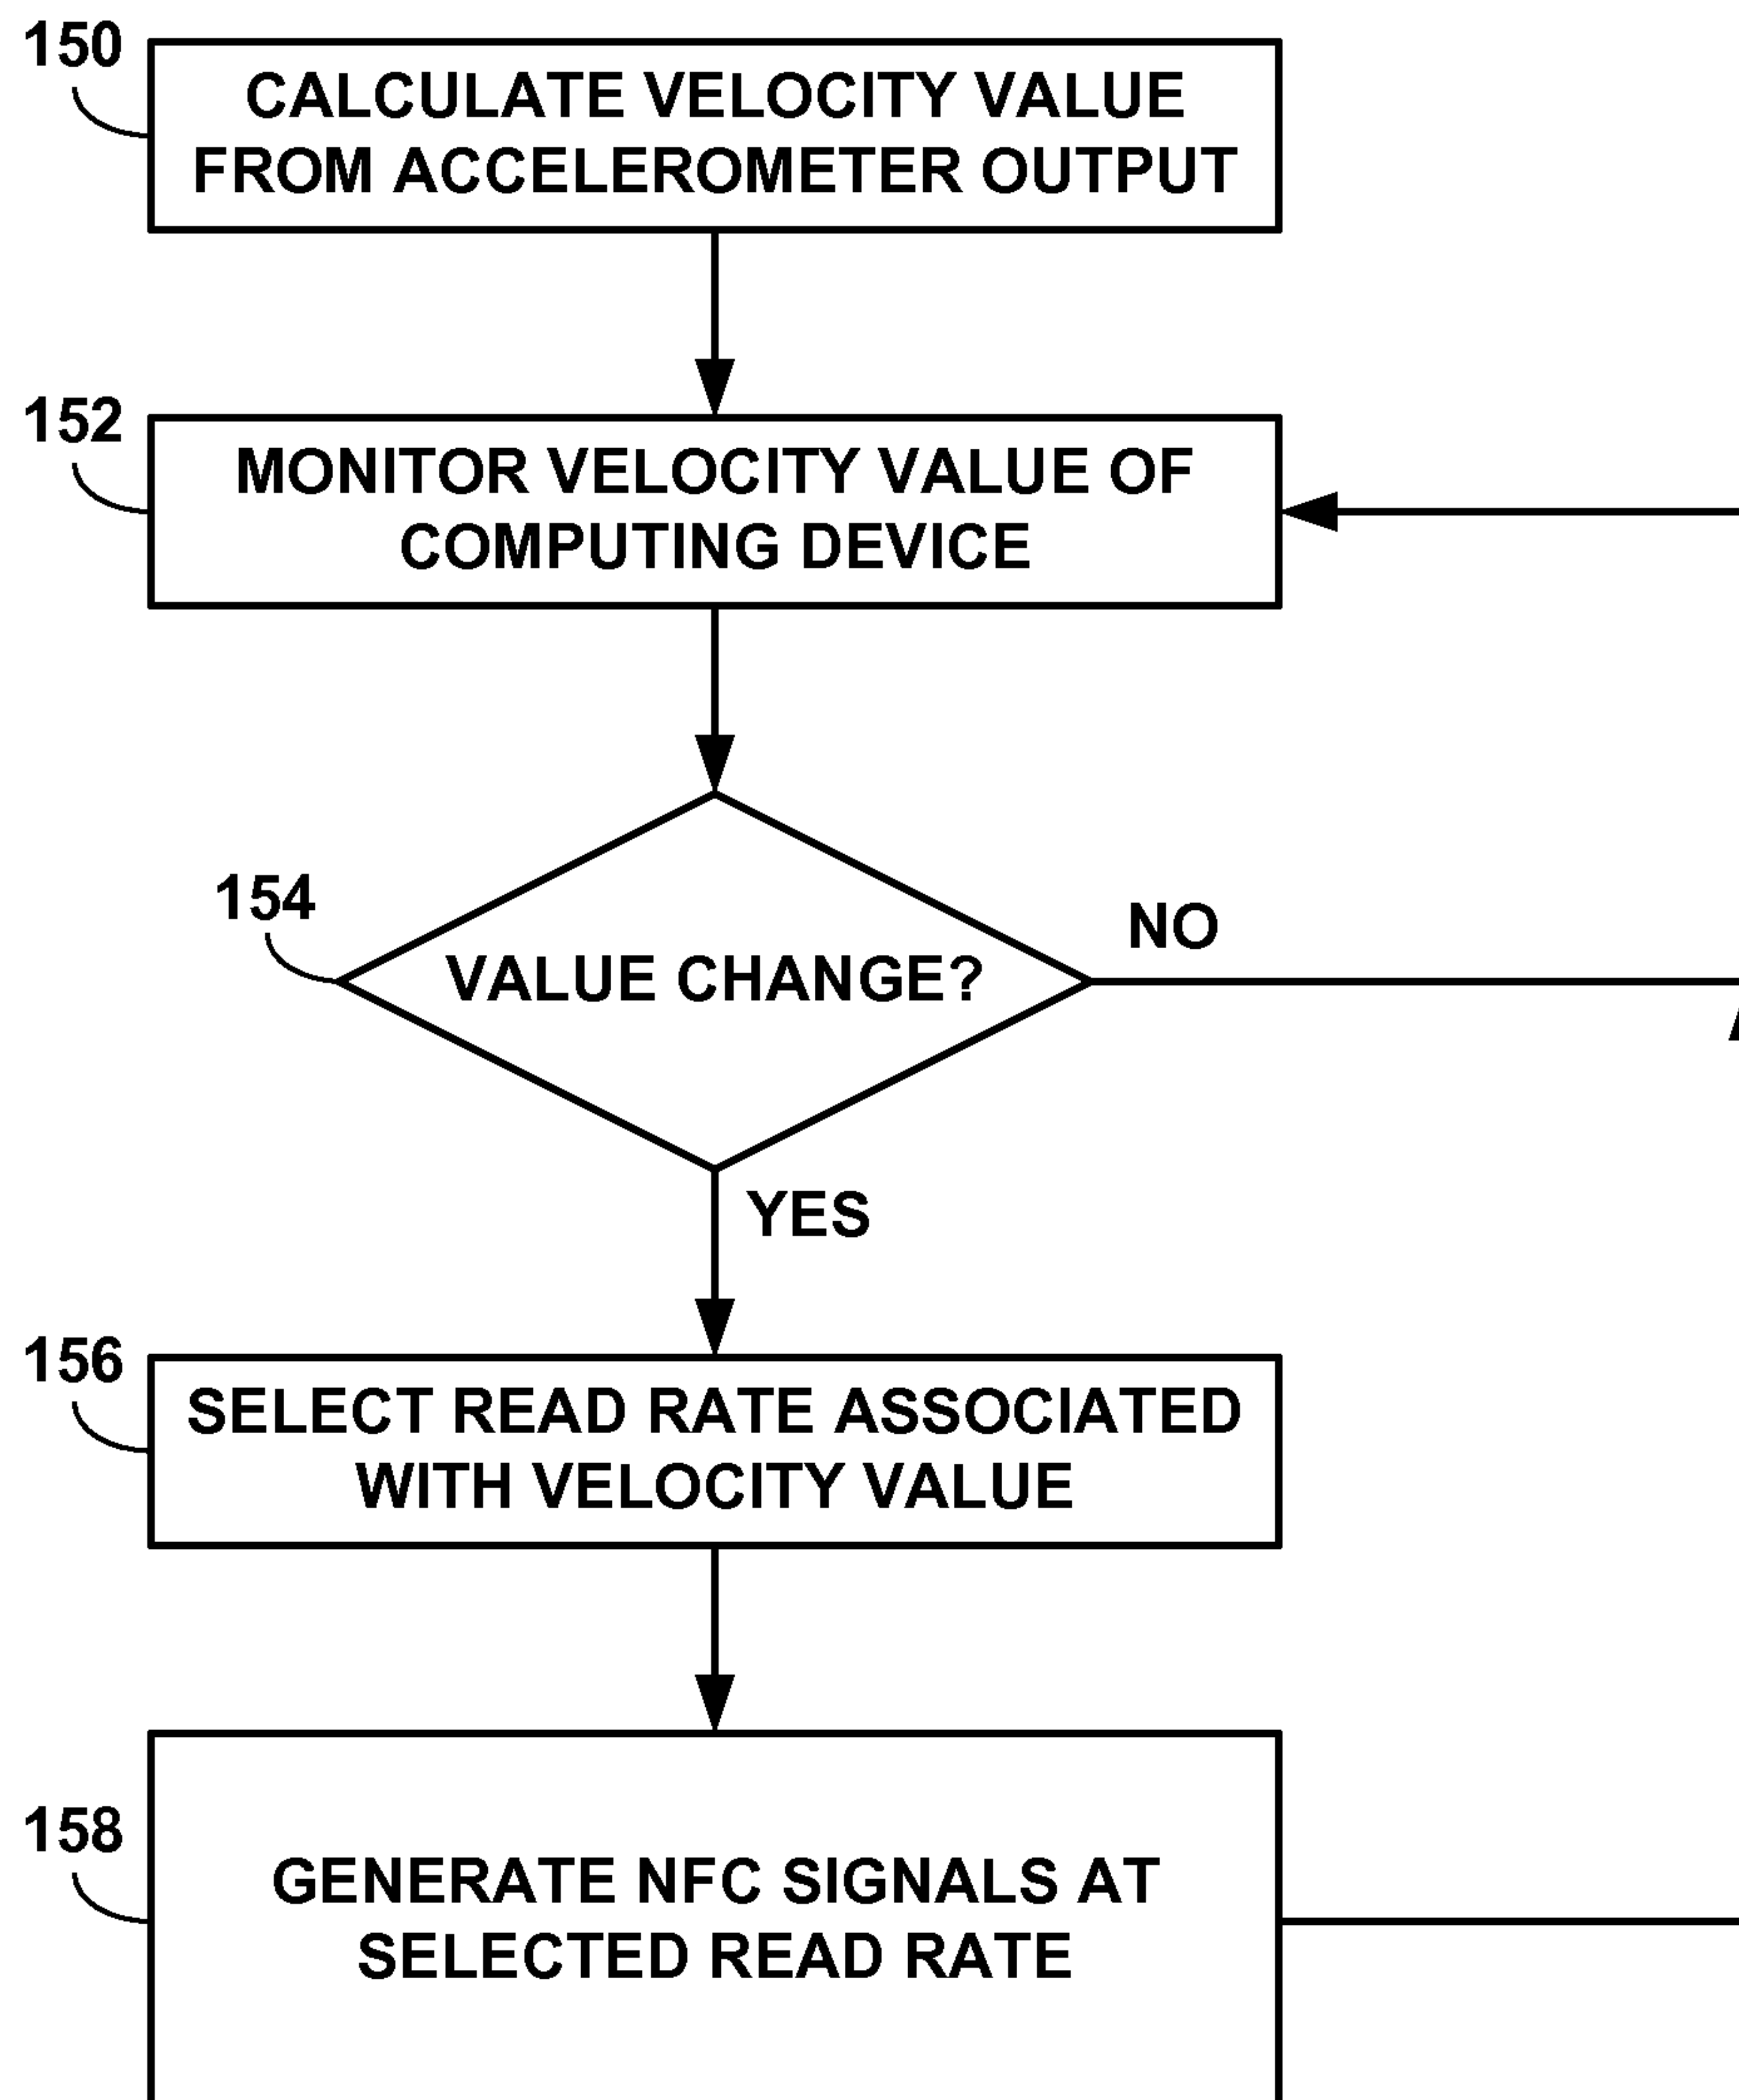 150
CALCULATE VELOCITY VALUE
FROM ACCELEROMETER OUTPUT
152
MONITOR VELOCITY VALUE OF
COMPUTING DEVICE
154
VALUE CHANGE?
NO
YES
156
SELECT READ RATE ASSOCIATED
WITH VELOCITY VALUE
158
GENERATE NFC SIGNALS AT
SELECTED READ RATE